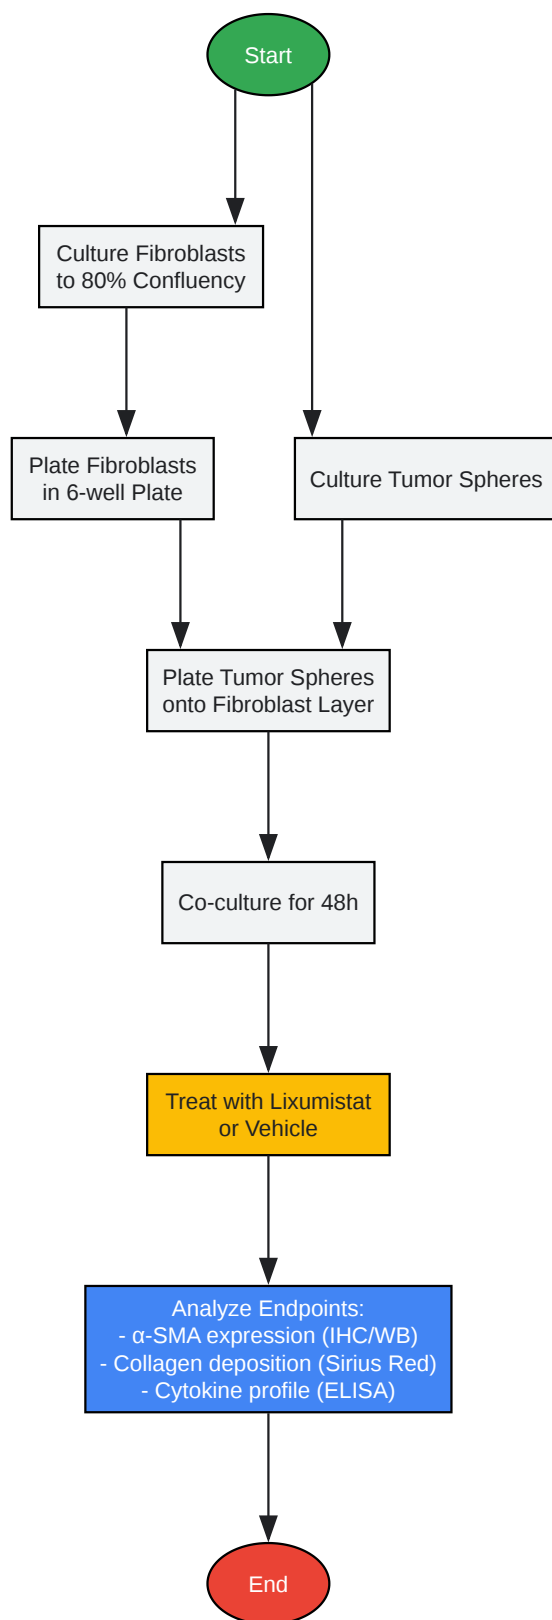 Start
Culture Fibroblasts
to 80% Confluency
Plate Fibroblasts
in 6-well Plate
Culture Tumor Spheres
Plate Tumor Spheres
onto Fibroblast Layer
Co-culture for 48h
Treat with Lixumistat
or Vehicle
Analyze Endpoints:
- α-SMA expression (IHC/WB)
- Collagen deposition (Sirius Red)
- Cytokine profile (ELISA)
End